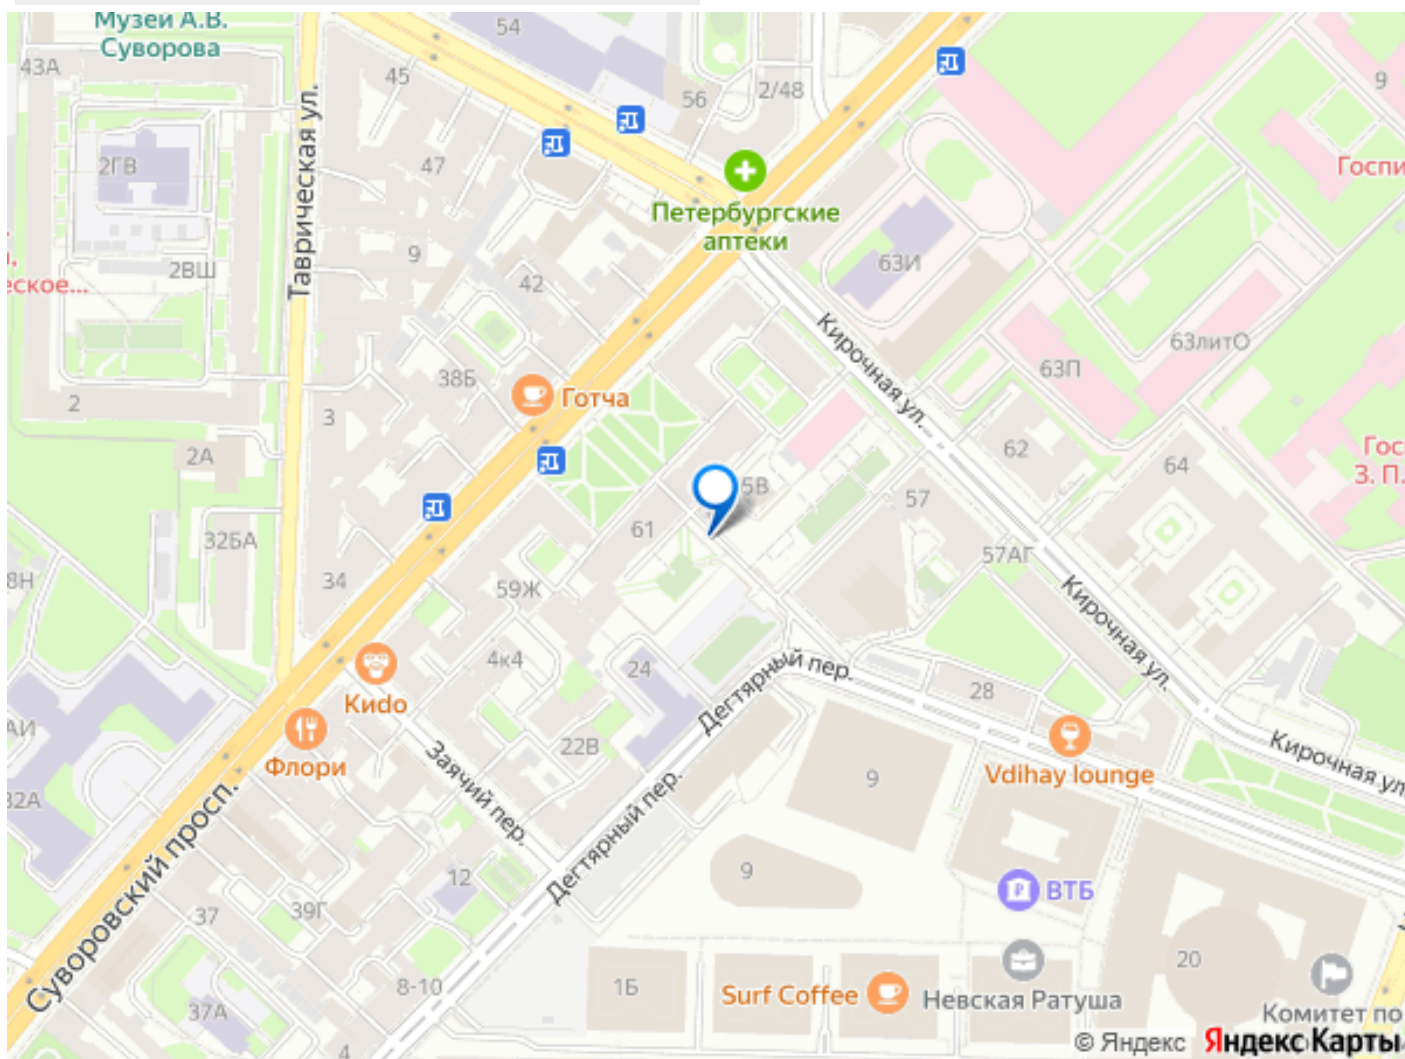 Музей А.В.
Суворова
54
43А
45
56
2/48
9
2ГВ
47
Таврическая ул.
Петербургские
аптеки
Госпи
63И
9
2ВШ
42
еское...
Кирочная ул.
63литО
63П
38Б
Готча
2
3
2А
62
64
Гос
З. П.
5В
57
61
32БА
57АГ
8Н
34
59Ж
Кирочная ул.
4к4
24
Дегтярный пер.
28
Кидо
АИ
22В
Флори
Заячий пер.
Vdihay lounge
Кирочная ул.
32А
9
Суворовский просп.
Дегтярный пер.
9
12
ВТБ
39Г
37
20
8-10
1Б
Surf Coffee
Невская Ратуша
37А
Комитет по
4
© Яндекс Яндекс Карты